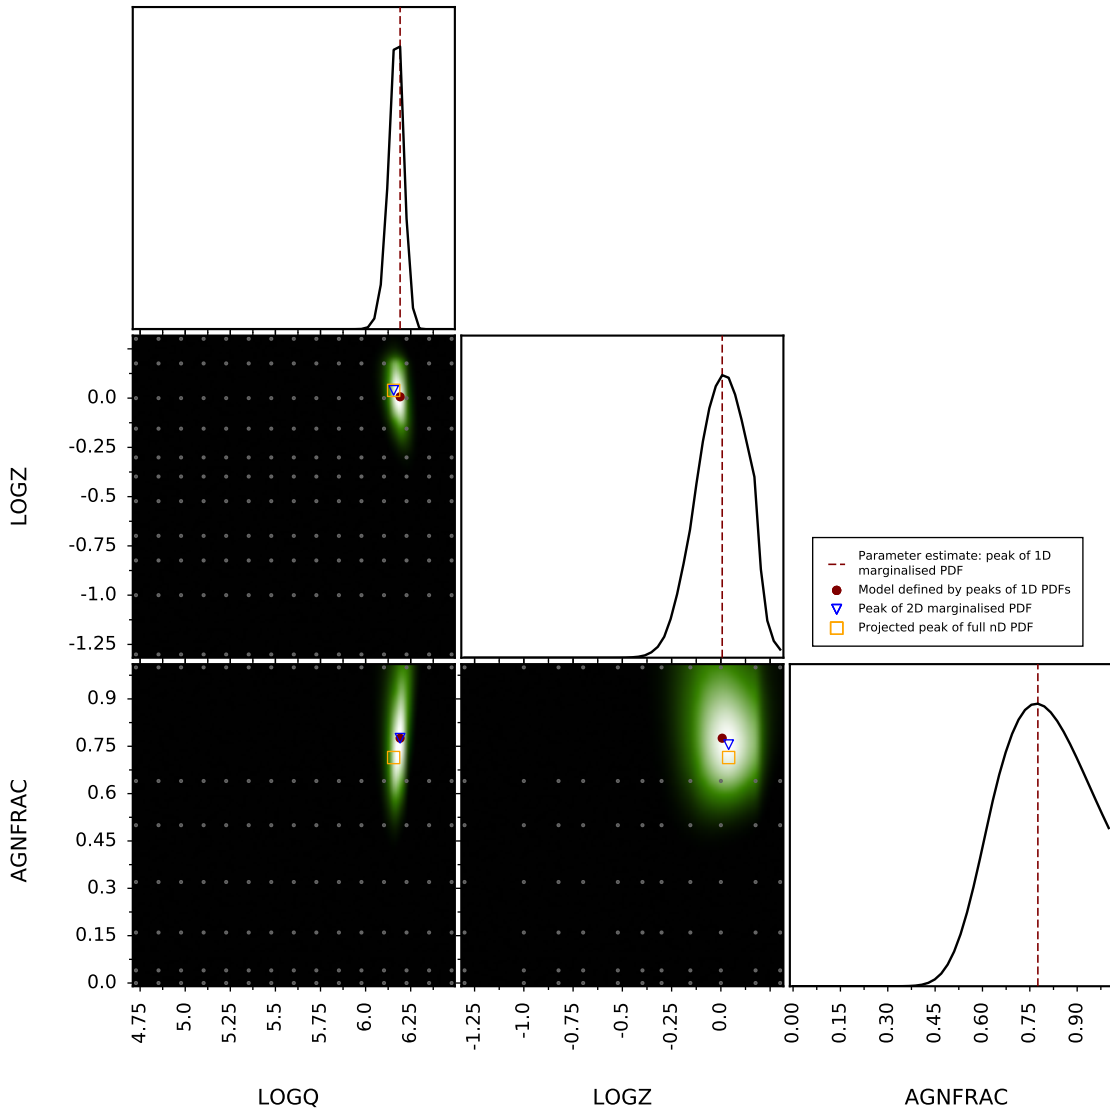 LOGZ
0.0
-0.25
-0.5
-0.75
-1.0
-1.25
Parameter estimate: peak of 1D
marginalised PDF
Model defined by peaks of 1D PDFs
Peak of 2D marginalised PDF
Projected peak of full nD PDF
AGNFRAC
0.9
0.75
0.6
0.45
0.3
0.15
0.0
4.75 5.0 5.25 5.5 5.75 6.0 6.25
-1.25 -1.0 -0.75 -0.5 -0.25 0.0
0.00 0.15 0.30 0.45 0.60 0.75 0.90
LOGQ LOGZ AGNFRAC